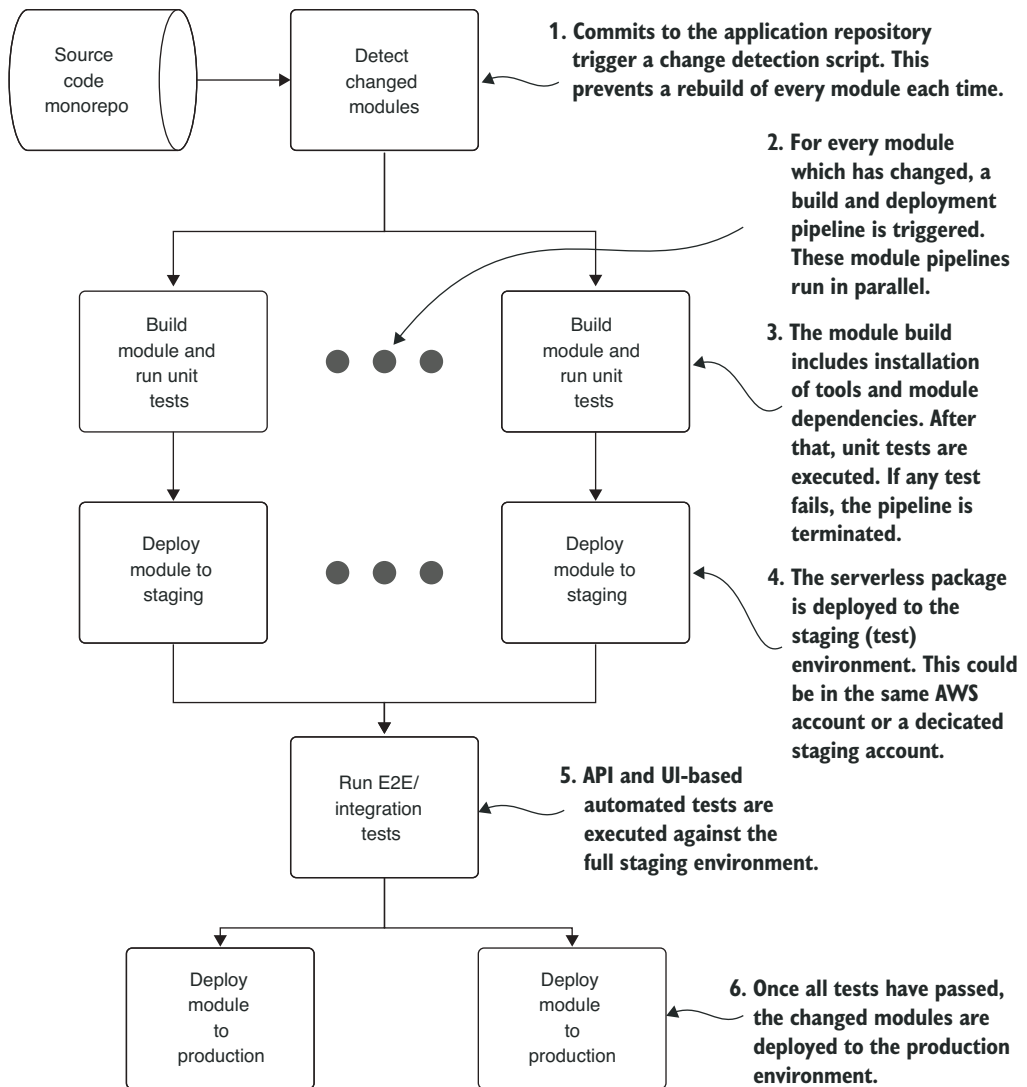 Source
code
monorepo
Detect
changed
modules
1. Commits to the application repository
trigger a change detection script. This
prevents a rebuild of every module each time.
2. For every module
which has changed, a
build and deployment
pipeline is triggered.
These module pipelines
run in parallel.
Build
module and
run unit
tests
Build
module and
run unit
tests
3. The module build
includes installation
of tools and module
dependencies. After
that, unit tests are
executed. If any test
fails, the pipeline is
terminated.
Deploy
module to
staging
Deploy
module to
staging
4. The serverless package
is deployed to the
staging (test)
environment. This could
be in the same AWS
account or a decicated
staging account.
Run E2E/
integration
tests
5. API and UI-based
automated tests are
executed against the
full staging environment.
Deploy
module
to
production
Deploy
module
to
production
6. Once all tests have passed,
the changed modules are
deployed to the production
environment.